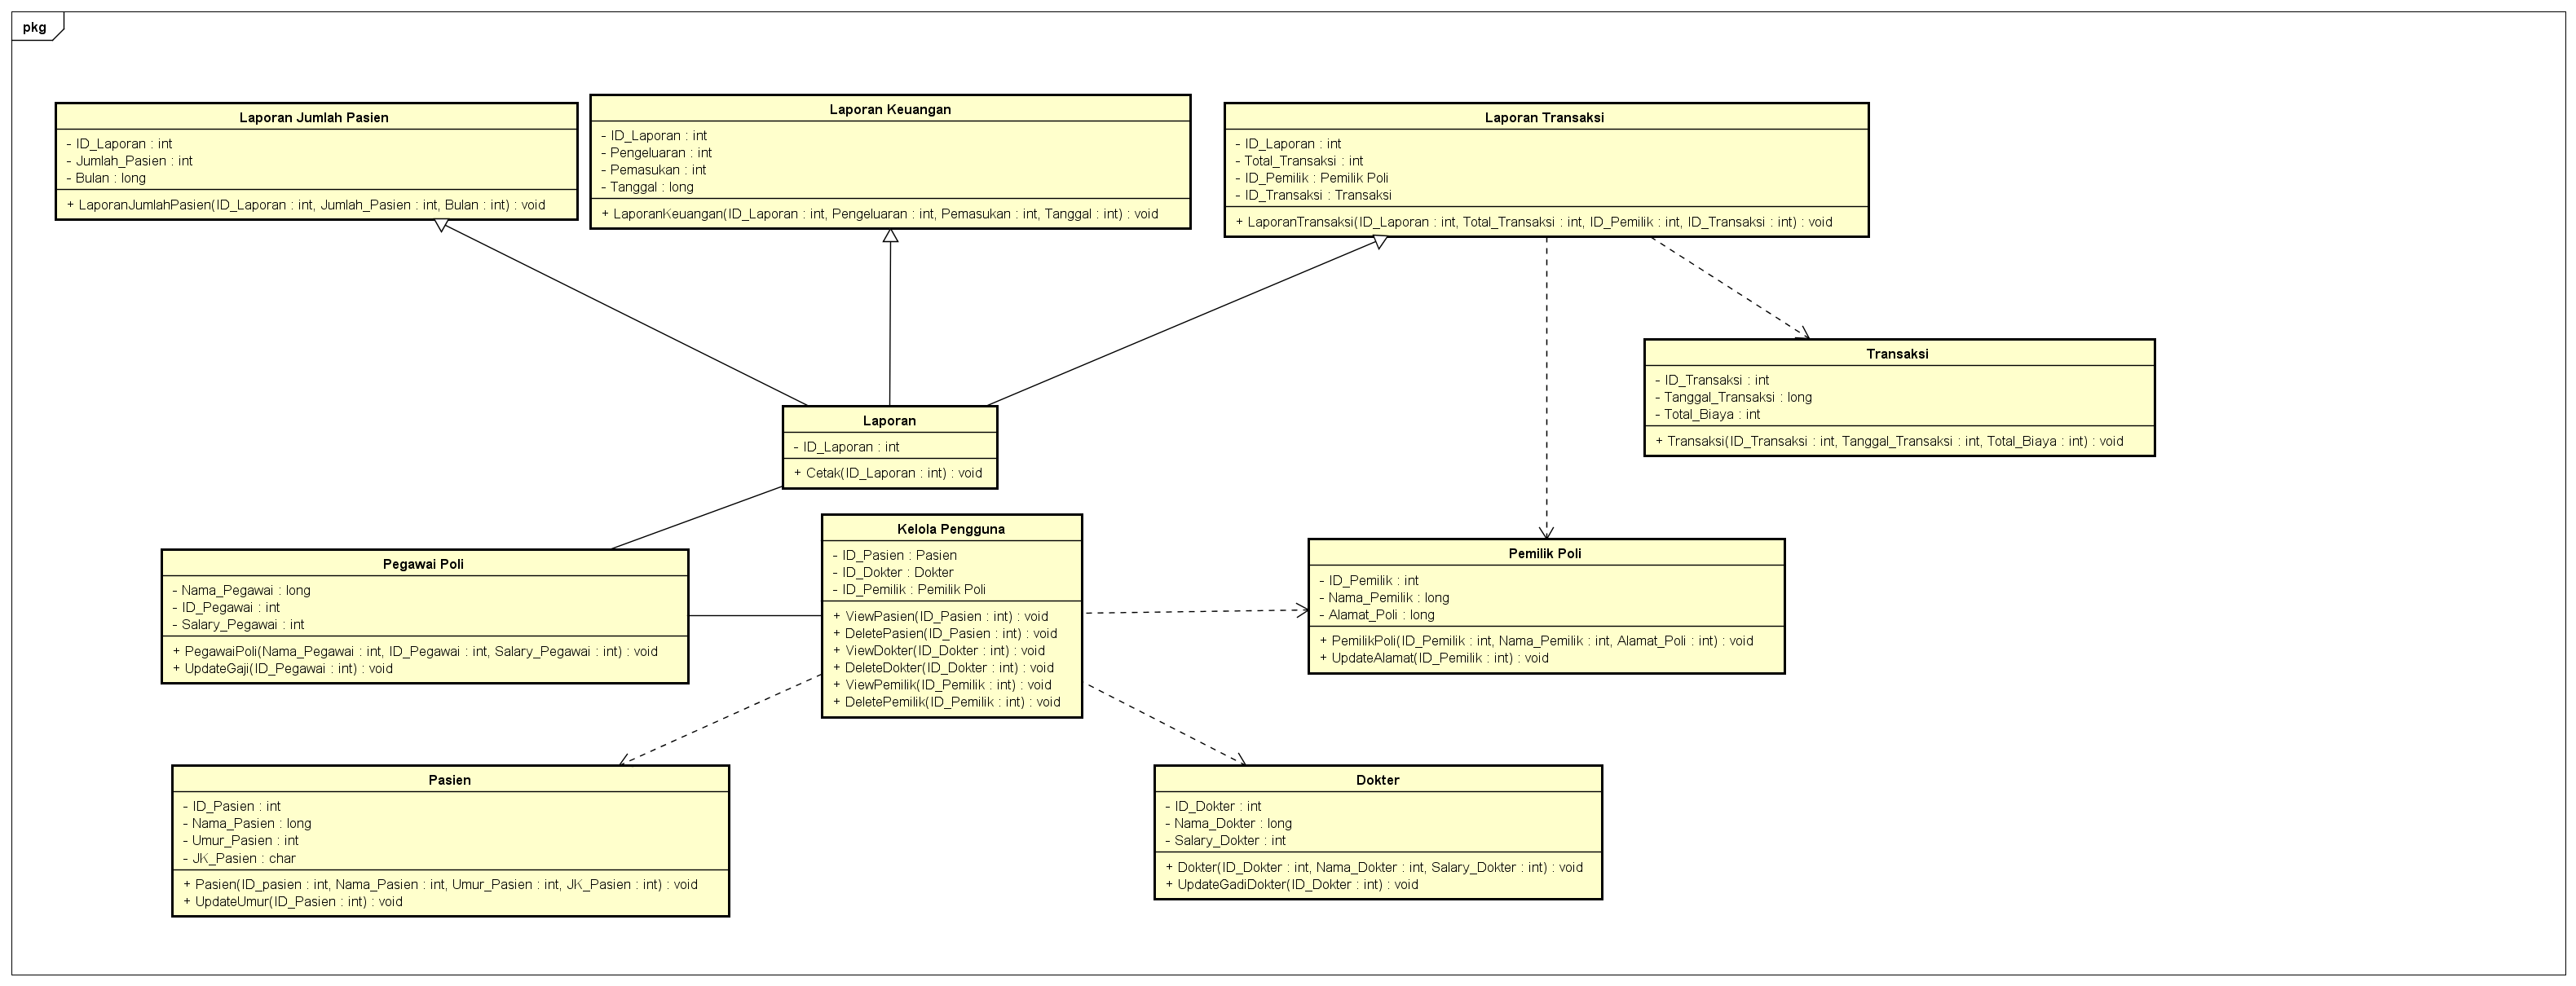 pkg
Laporan Jumlah Pasien
- ID_Laporan : int
- Jumlah_Pasien : int
- Bulan : long
+ LaporanJumlahPasien(ID_Laporan : int, Jumlah_Pasien : int, Bulan : int) : void
Laporan Keuangan
- ID_Laporan : int
- Pengeluaran : int
- Pemasukan : int
- Tanggal : long
+ LaporanKeuangan(ID_Laporan : int, Pengeluaran : int, Pemasukan : int, Tanggal : int) : void
Laporan Transaksi
- ID_Laporan : int
- Total_Transaksi : int
- ID_Pemilik : Pemilik Poli
- ID_Transaksi : Transaksi
+ LaporanTransaksi(ID_Laporan : int, Total_Transaksi : int, ID_Pemilik : int, ID_Transaksi : int) : void
Transaksi
- ID_Transaksi : int
- Tanggal_Transaksi : long
- Total_Biaya : int
+ Transaksi(ID_Transaksi : int, Tanggal_Transaksi : int, Total_Biaya : int) : void
Laporan
- ID_Laporan : int
+ Cetak(ID_Laporan : int) : void
Pegawai Poli
- Nama_Pegawai : long
- ID_Pegawai : int
- Salary_Pegawai : int
+ PegawaiPoli(Nama_Pegawai : int, ID_Pegawai : int, Salary_Pegawai : int) : void
+ UpdateGaji(ID_Pegawai : int) : void
Kelola Pengguna
- ID_Pasien : Pasien
- ID_Dokter : Dokter
- ID_Pemilik : Pemilik Poli
+ ViewPasien(ID_Pasien : int) : void
+ DeletePasien(ID_Pasien : int) : void
+ ViewDokter(ID_Dokter : int) : void
+ DeleteDokter(ID_Dokter : int) : void
+ ViewPemilik(ID_Pemilik : int) : void
+ DeletePemilik(ID_Pemilik : int) : void
Pemilik Poli
- ID_Pemilik : int
- Nama_Pemilik : long
- Alamat_Poli : long
+ PemilikPoli(ID_Pemilik : int, Nama_Pemilik : int, Alamat_Poli : int) : void
+ UpdateAlamat(ID_Pemilik : int) : void
Pasien
- ID_Pasien : int
- Nama_Pasien : long
- Umur_Pasien : int
- JK_Pasien : char
+ Pasien(ID_pasien : int, Nama_Pasien : int, Umur_Pasien : int, JK_Pasien : int) : void
+ UpdateUmur(ID_Pasien : int) : void
Dokter
- ID_Dokter : int
- Nama_Dokter : long
- Salary_Dokter : int
+ Dokter(ID_Dokter : int, Nama_Dokter : int, Salary_Dokter : int) : void
+ UpdateGadiDokter(ID_Dokter : int) : void